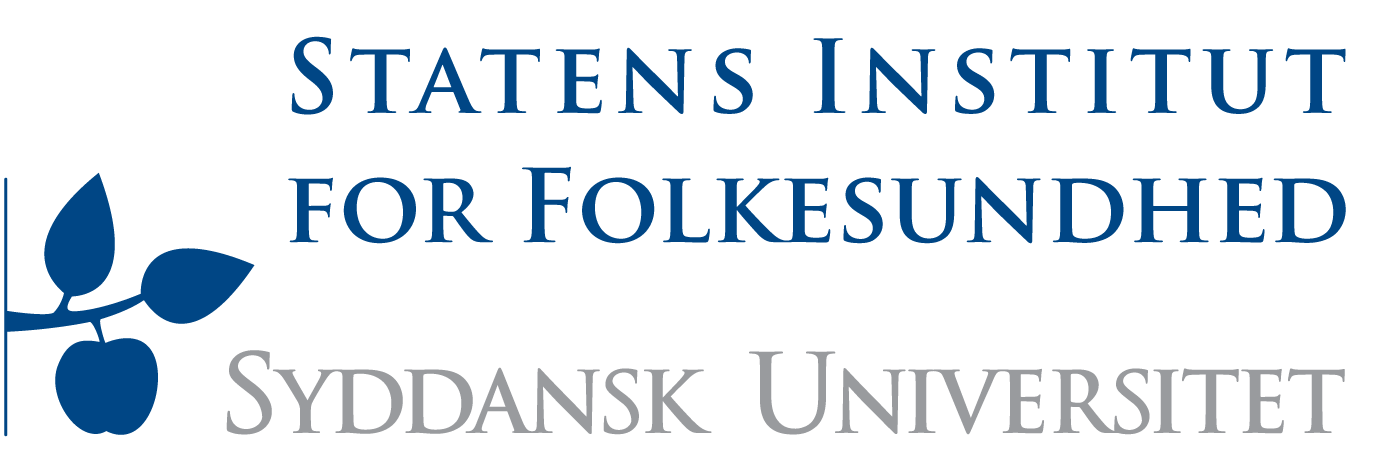 Statens Institut
for Folkesundhed
Syddansk Universitet